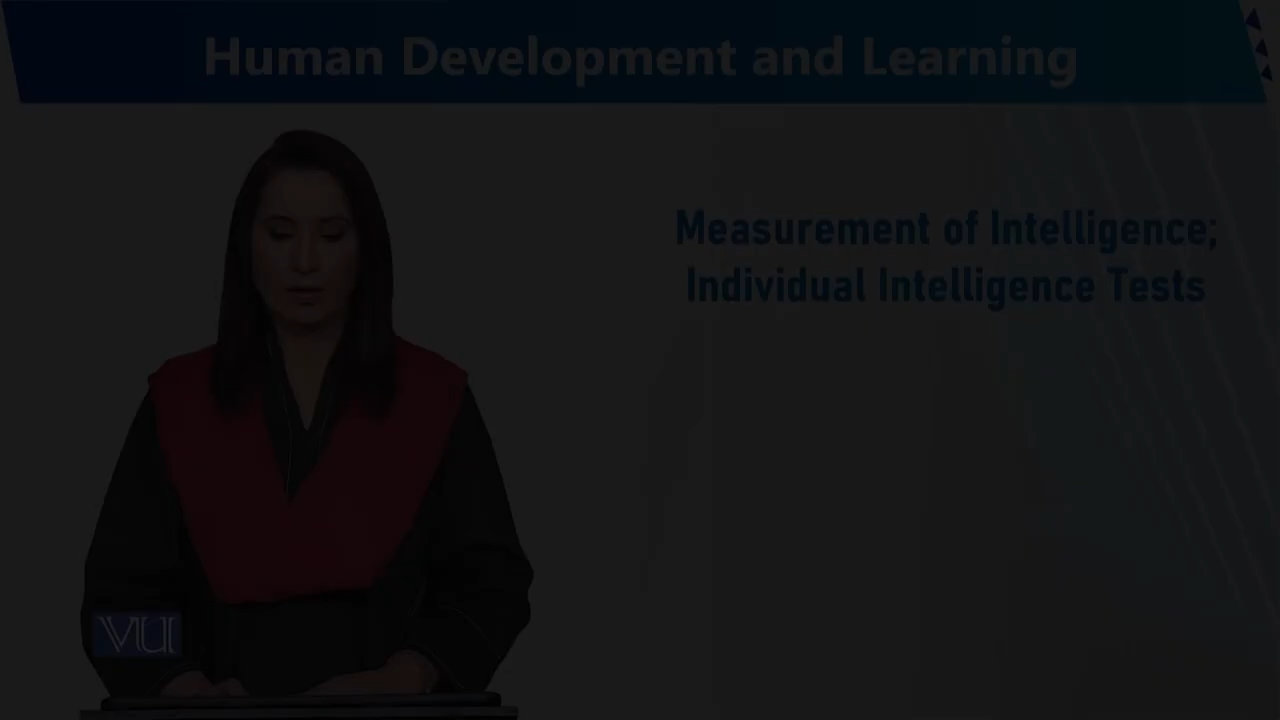 Human Development and Learning
Measurement of Intelligence;
Individual Intelligence Tests
VU